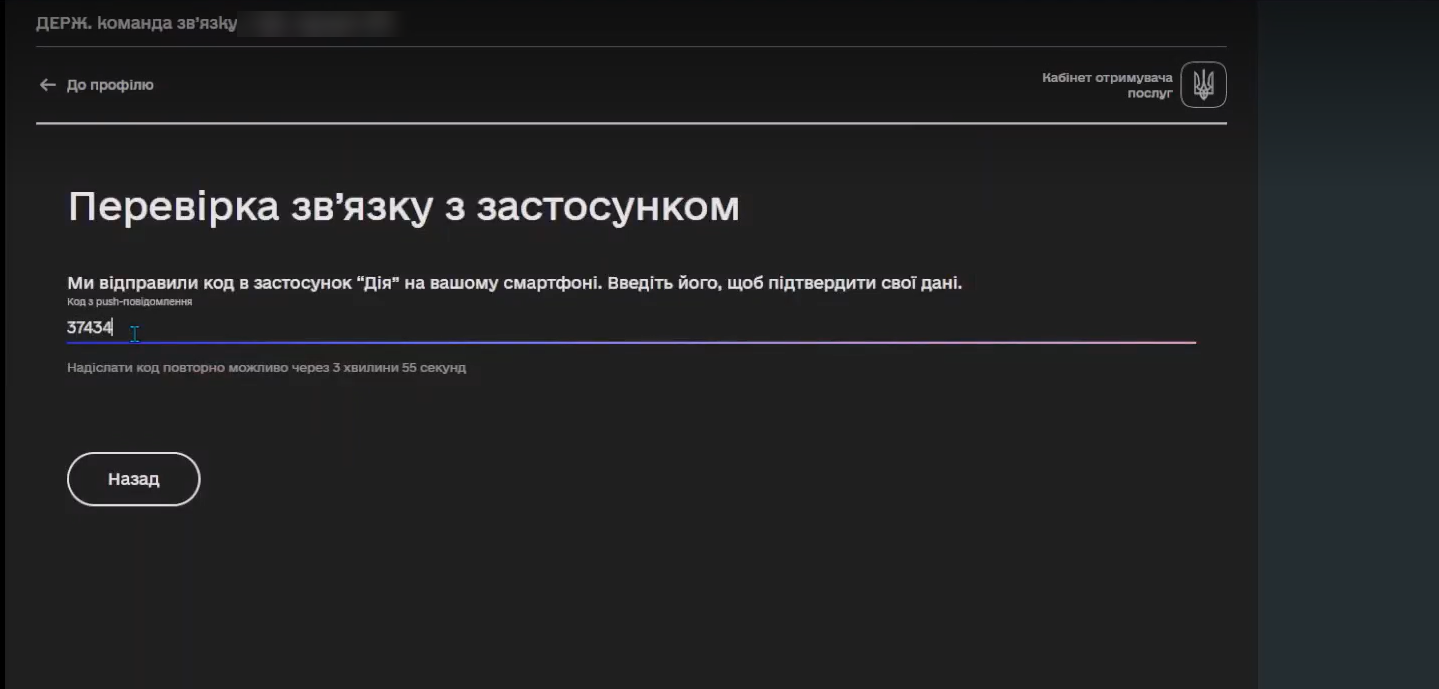 ДЕРЖ. команда зв’язку
← До профілю
Кабінет отримувача
послуг
Перевірка зв’язку з застосунком
Ми відправили код в застосунок “Дія” на вашому смартфоні. Введіть його, щоб підтвердити свої дані.
Код з push-повідомлення
37434
Надіслати код повторно можливо через 3 хвилини 55 секунд
Назад